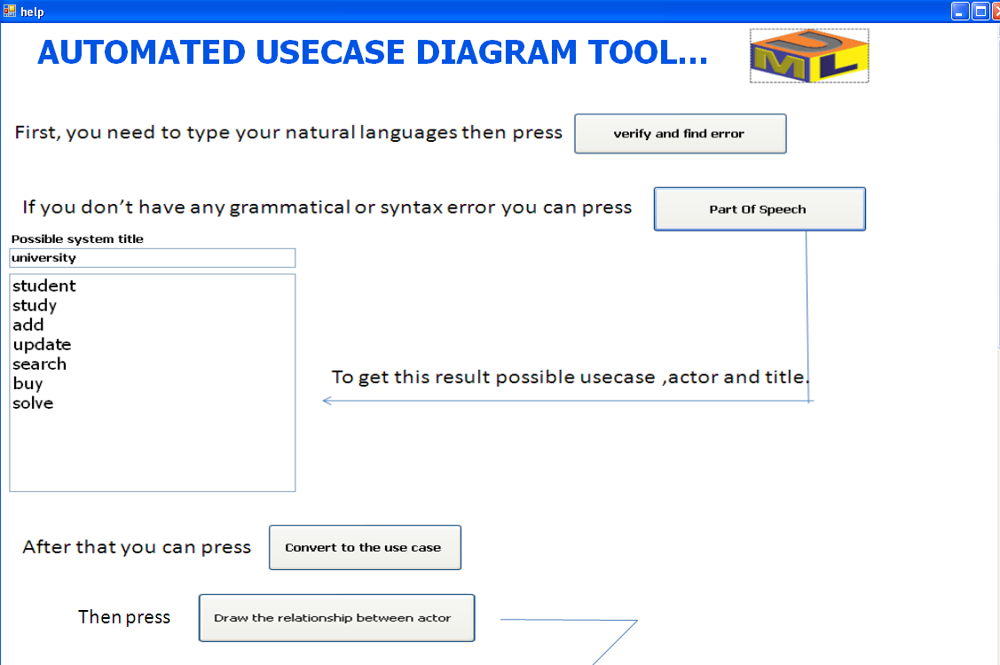 help
AUTOMATED USECASE DIAGRAM TOOL...
UML
First, you need to type your natural languages then press
verify and find error
If you don't have any grammatical or syntax error you can press
Part Of Speech
Possible system title
university
student
study
add
update
search
buy
solve
To get this result possible usecase ,actor and title.
After that you can press
Convert to the use case
Then press
Draw the relationship between actor